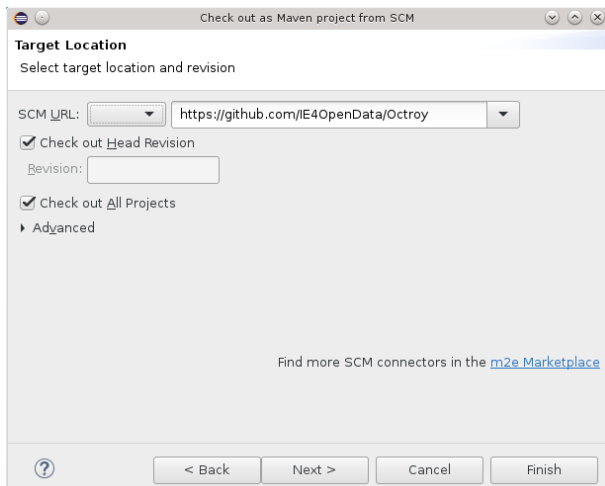 Check out as Maven project from SCM
Target Location
Select target location and revision
SCM URL: https://github.com/IE4OpenData/Octroy
Check out Head Revision
Revision:
Check out All Projects
Advanced
Find more SCM connectors in the m2e Marketplace
? < Back Next > Cancel Finish